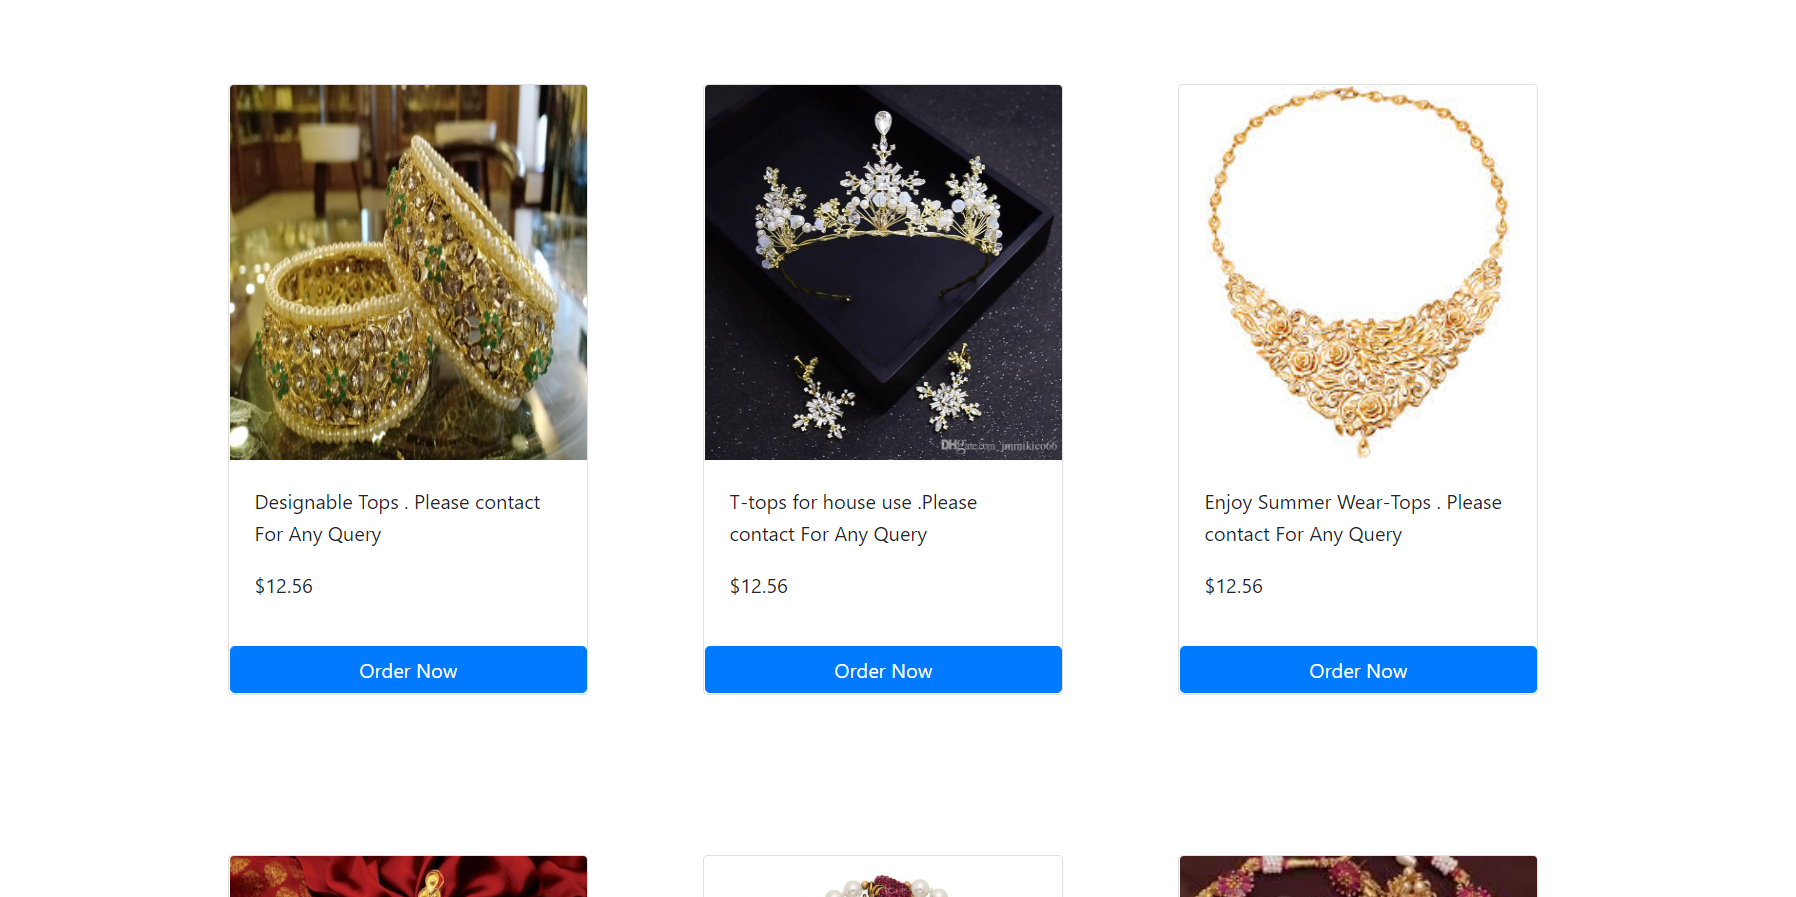 DHgate.com/jmmikico66
Designable Tops . Please contact
For Any Query
$12.56
Order Now
T-tops for house use .Please
contact For Any Query
$12.56
Order Now
Enjoy Summer Wear-Tops . Please
contact For Any Query
$12.56
Order Now